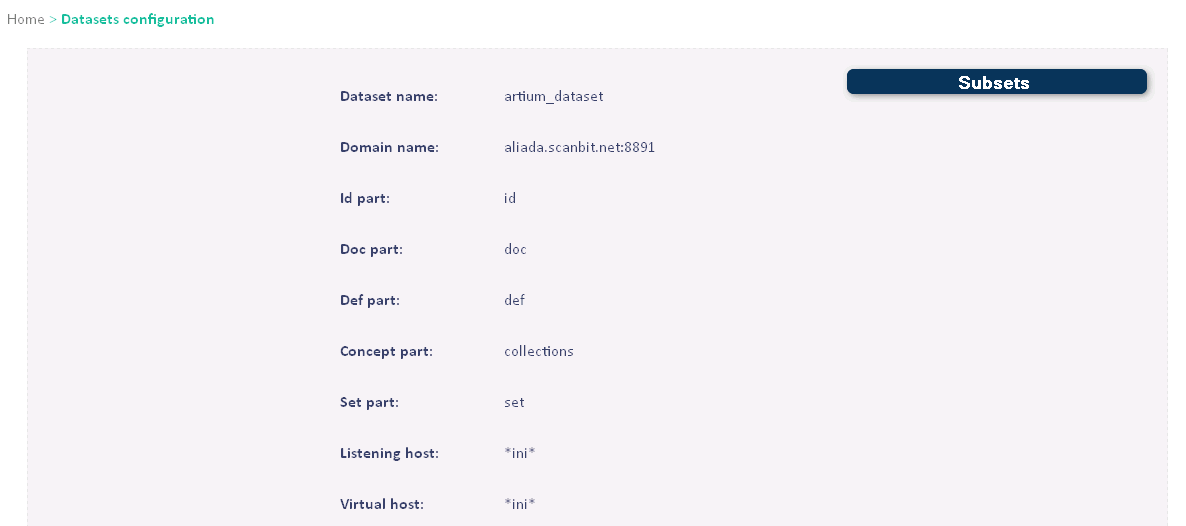 Home > Datasets configuration
Subsets
Dataset name: artium_dataset
Domain name: aliada.scanbit.net:8891
Id part: id
Doc part: doc
Def part: def
Concept part: collections
Set part: set
Listening host: *ini*
Virtual host: *ini*